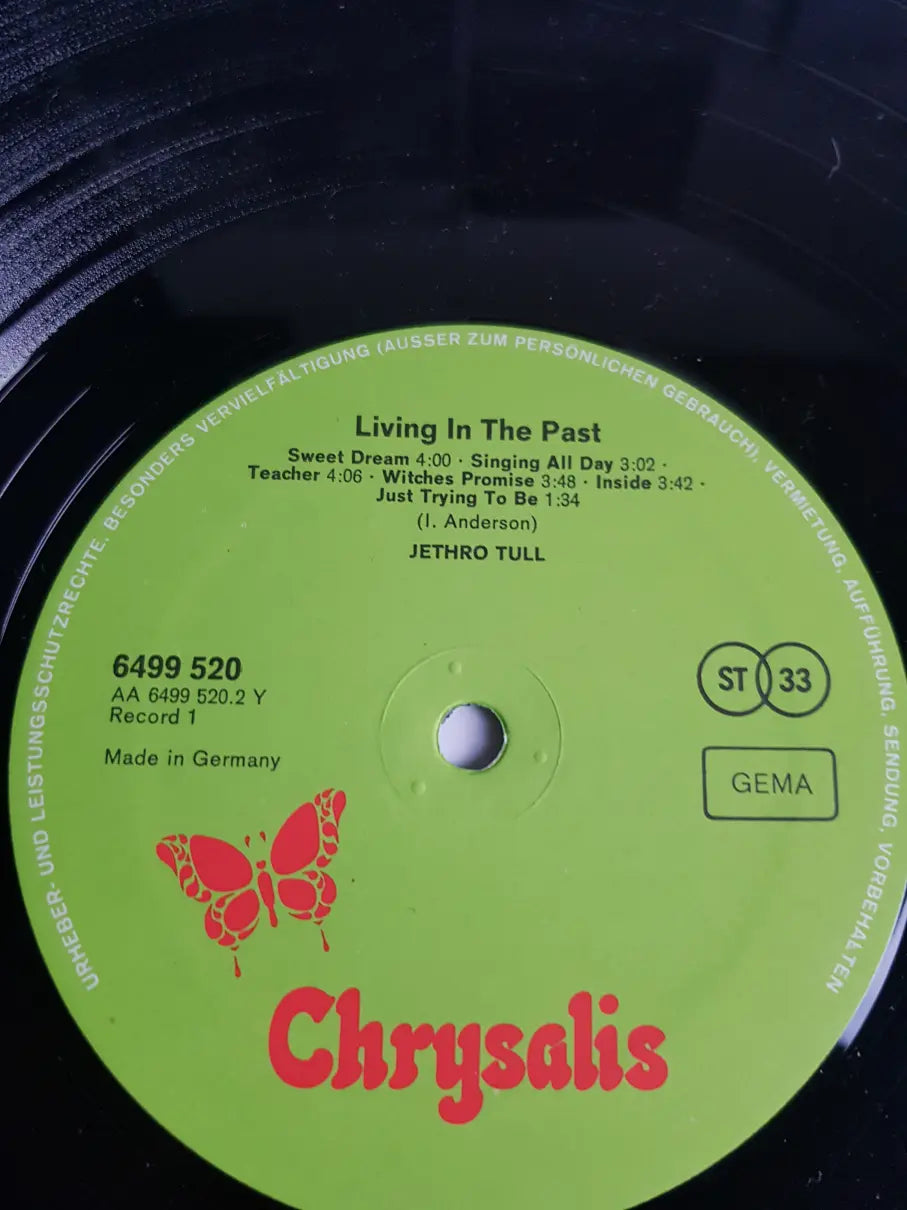 URHEBER- UND LEISTUNGSSCHUTZRECHTE, BESONDERS VERVIELFÄLTIGUNG (AUSSER ZUM PERSÖNLICHEN GEBRAUCH), VERMIETUNG, AUFFÜHRUNG, SENDUNG, VORBEHALTEN
Living In The Past
Sweet Dream 4:00 · Singing All Day 3:02 ·
Teacher 4:06 · Witches Promise 3:48 · Inside 3:42 ·
Just Trying To Be 1:34
(I. Anderson)
JETHRO TULL
6499 520
AA 6499 520.2 Y
Record 1
Made in Germany
ST 33
GEMA
Chrysalis